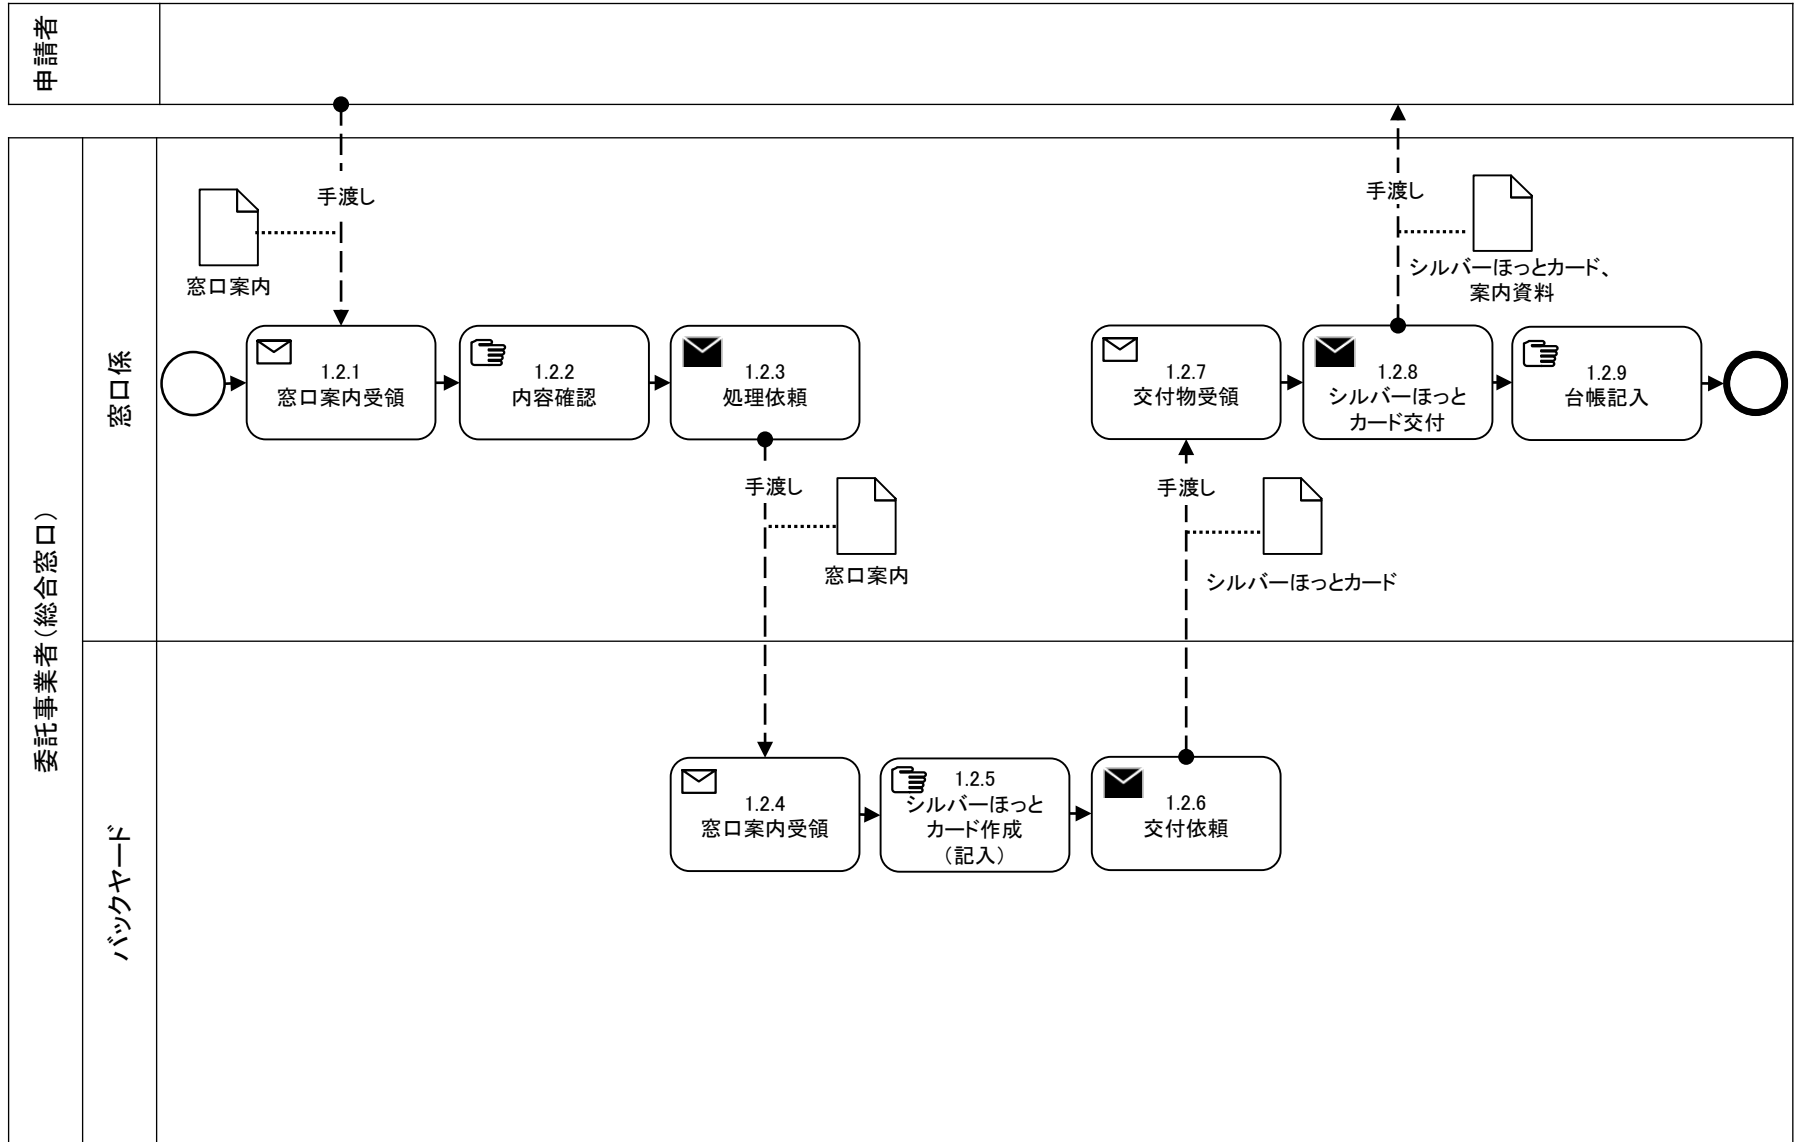 申請者
委託事業者(総合窓口)
窓口係
バックヤード
手渡し
窓口案内
1.2.1
窓口案内受領
1.2.2
内容確認
1.2.3
処理依頼
手渡し
窓口案内
1.2.4
窓口案内受領
1.2.5
シルバーほっと
カード作成
(記入)
1.2.6
交付依頼
手渡し
シルバーほっとカード
1.2.7
交付物受領
1.2.8
シルバーほっと
カード交付
手渡し
シルバーほっとカード、
案内資料
1.2.9
台帳記入